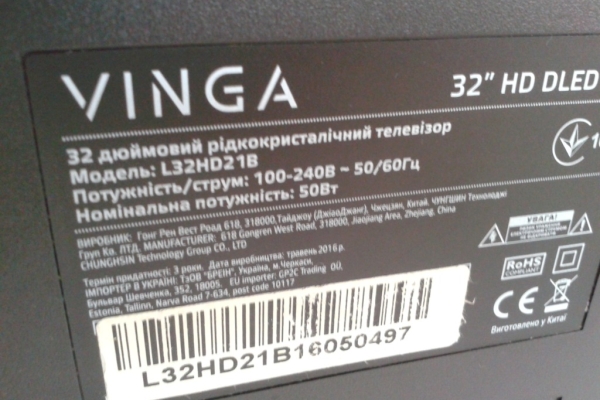 VINGA
32" HD DLED
32 дюймовий рідкокристалічний телевізор
Модель: L32HD21B
Потужність/струм: 100-240В ~ 50/60Гц
Номінальна потужність: 50Вт
ВИРОБНИК: Гонг Рен Вест Роад 618, 318000,Тайджоу (ДжіаоДжанг), Чжецзян, Китай. ЧУНГШИН Технолоджі
Груп Ко. ЛТД. MANUFACTURER: 618 Gongren West Road, 318000, Jiaojiang Area, Zhejiang, China
CHUNGHSIN Technology Group CO., LTD
Термін придатності: 3 роки. Дата виробництва: травень 2016 р.
ІМПОРТЕР В УКРАЇНІ: ТзОВ "БРЕІН", Україна, м.Черкаси,
Бульвар Шевченка, 352, 18005. EU importer: GP2C Trading OÜ,
Estonia, Tallinn, Narva Road 7-634, post code 10117
УВАГА!
RoHS
COMPLIANT
CE
Виготовлено у Китаї
L32HD21B16050497